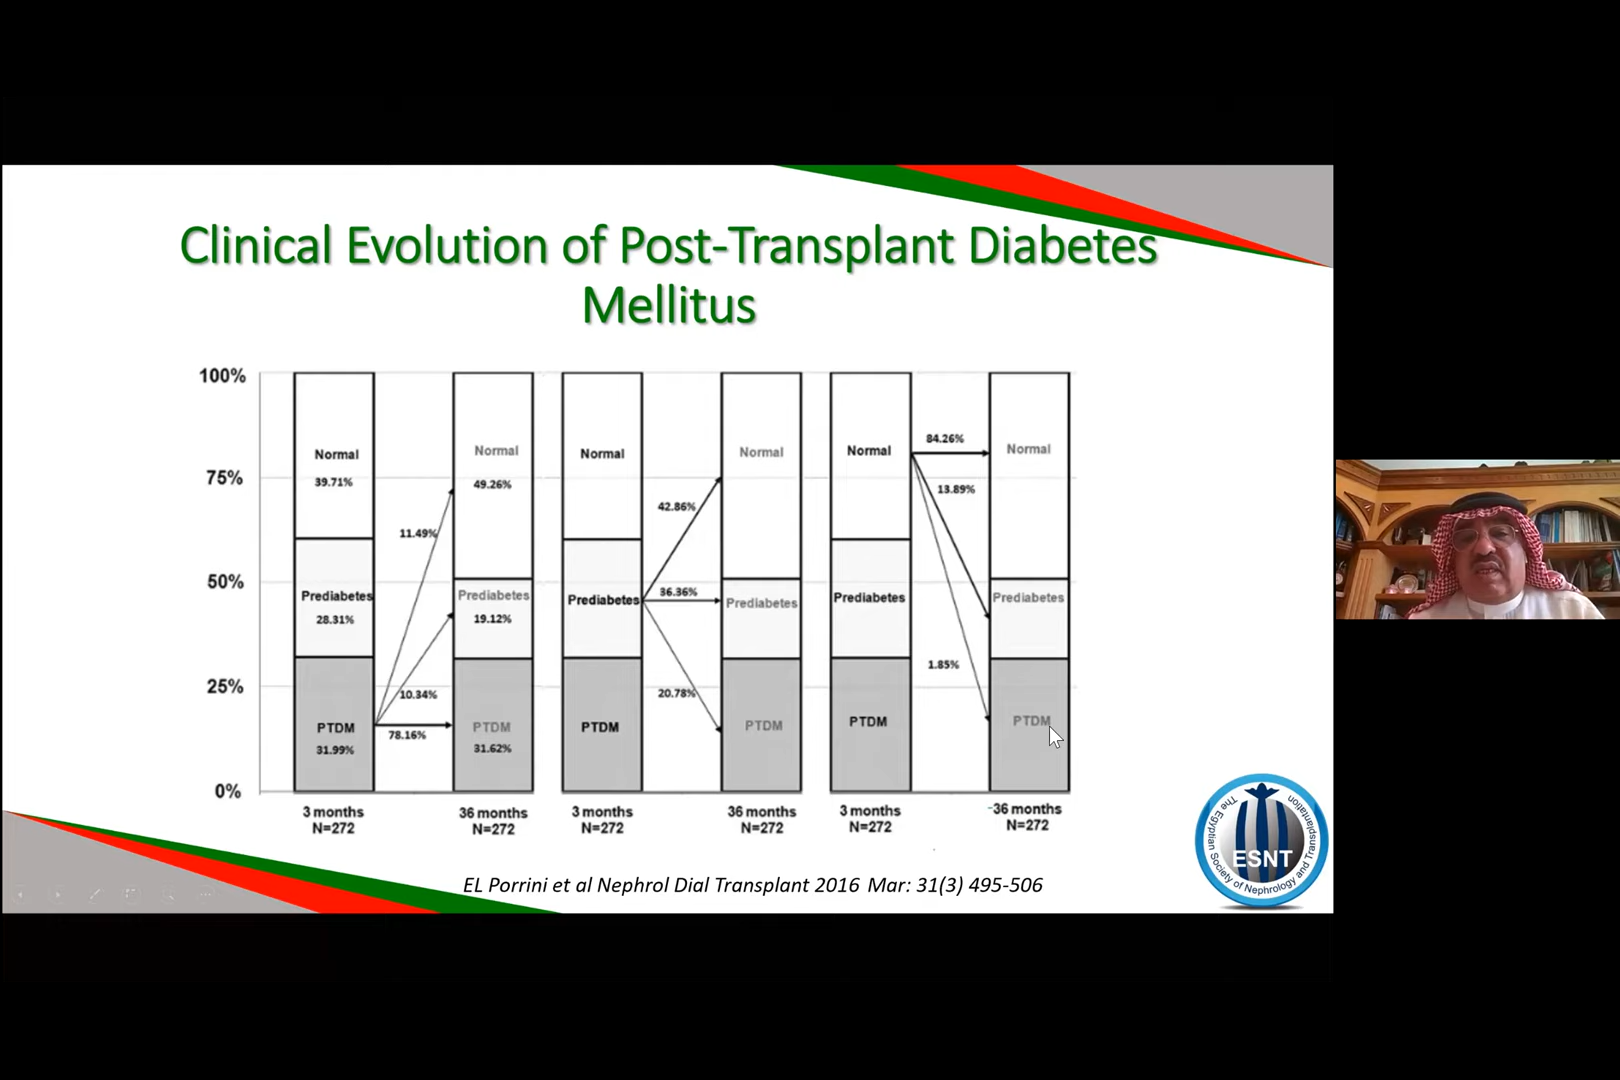 Clinical Evolution of Post-Transplant Diabetes
Mellitus
100%
75%
50%
25%
0%
Normal
39.71%
Prediabetes
28.31%
PTDM
31.99%
11.49%
10.34%
78.16%
Normal
49.26%
Prediabetes
19.12%
PTDM
31.62%
Normal
Prediabetes
PTDM
42.86%
36.36%
20.78%
Normal
Prediabetes
PTDM
Normal
Prediabetes
PTDM
84.26%
13.89%
1.85%
Normal
Prediabetes
PTDM
3 months
N=272
36 months
N=272
3 months
N=272
36 months
N=272
3 months
N=272
-36 months
N=272
EL Porrini et al Nephrol Dial Transplant 2016 Mar: 31(3) 495-506
The Egyptian Society of Nephrology and Transplantation
ESNT